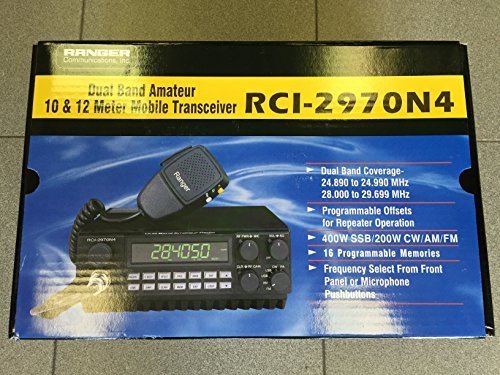 RANGER
Communications, Inc.
Dual Band Amateur
10 & 12 Meter Mobile Transceiver
RCI-2970N4
Dual Band Coverage-
24.890 to 24.990 MHz
28.000 to 29.699 MHz
Programmable Offsets
for Repeater Operation
400W SSB/200W CW/AM/FM
16 Programmable Memories
Frequency Select From Front
Panel or Microphone
Pushbuttons
Ranger
RCI-2970N4
284050